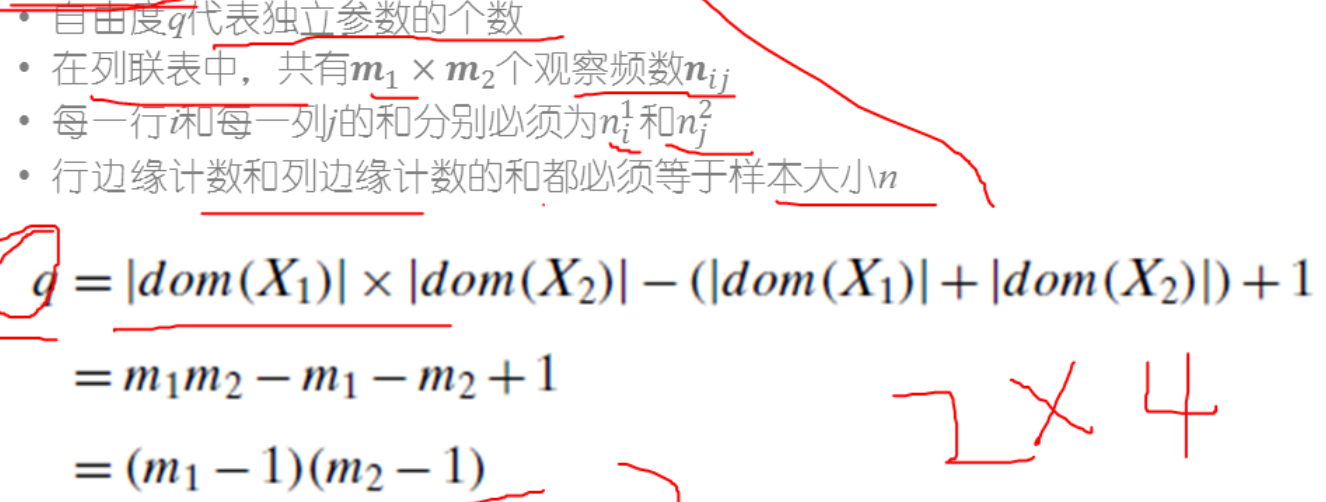 • 自由度q代表独立参数的个数
• 在列联表中，共有m₁ × m₂个观察频数nᵢⱼ
• 每一行i和每一列j的和分别必须为nᵢ¹和nⱼ²
• 行边缘计数和列边缘计数的和都必须等于样本大小n
q = |dom(X₁)| × |dom(X₂)| − (|dom(X₁)| + |dom(X₂)|) + 1
= m₁m₂ − m₁ − m₂ + 1
2 × 4
= (m₁ − 1)(m₂ − 1)